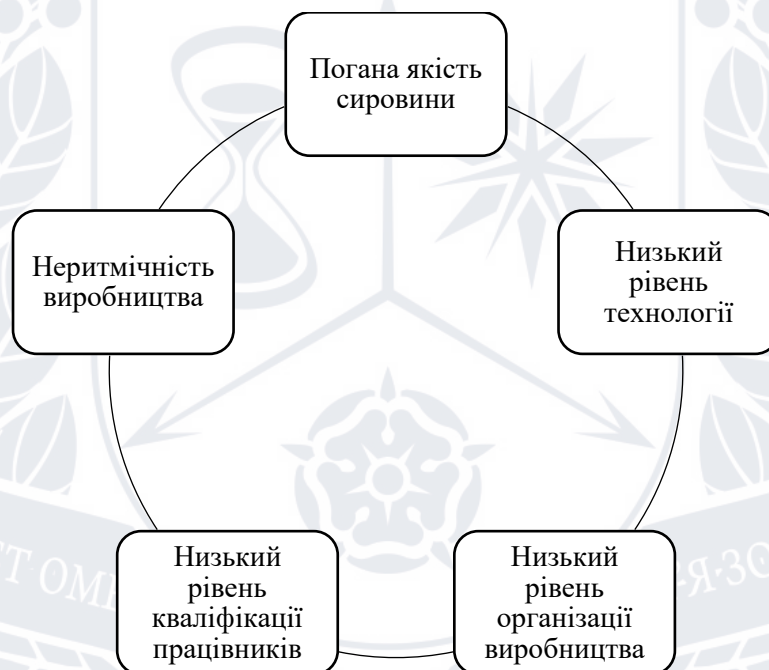 Погана якість
сировини
Неритмічність
виробництва
Низький
рівень
технології
Низький
рівень
кваліфікації
працівників
Низький
рівень
організації
виробництва